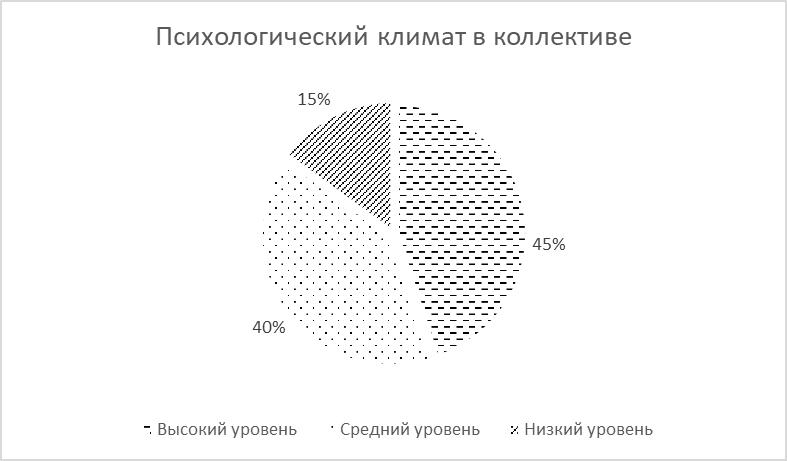 Психологический климат в коллективе
15%
45%
40%
Высокий уровень Средний уровень Низкий уровень